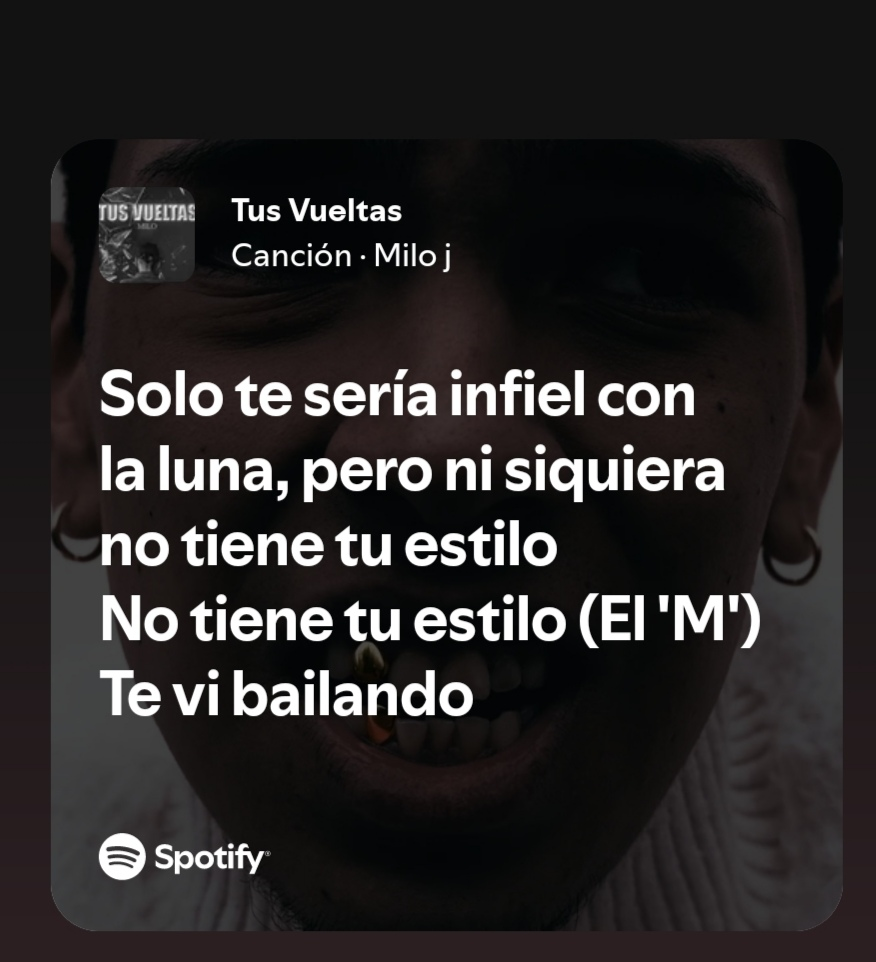 TUS VUELTAS
MILO
Tus Vueltas
Canción · Milo j
Solo te sería infiel con
la luna, pero ni siquiera
no tiene tu estilo
No tiene tu estilo (El 'M')
Te vi bailando
Spotify®